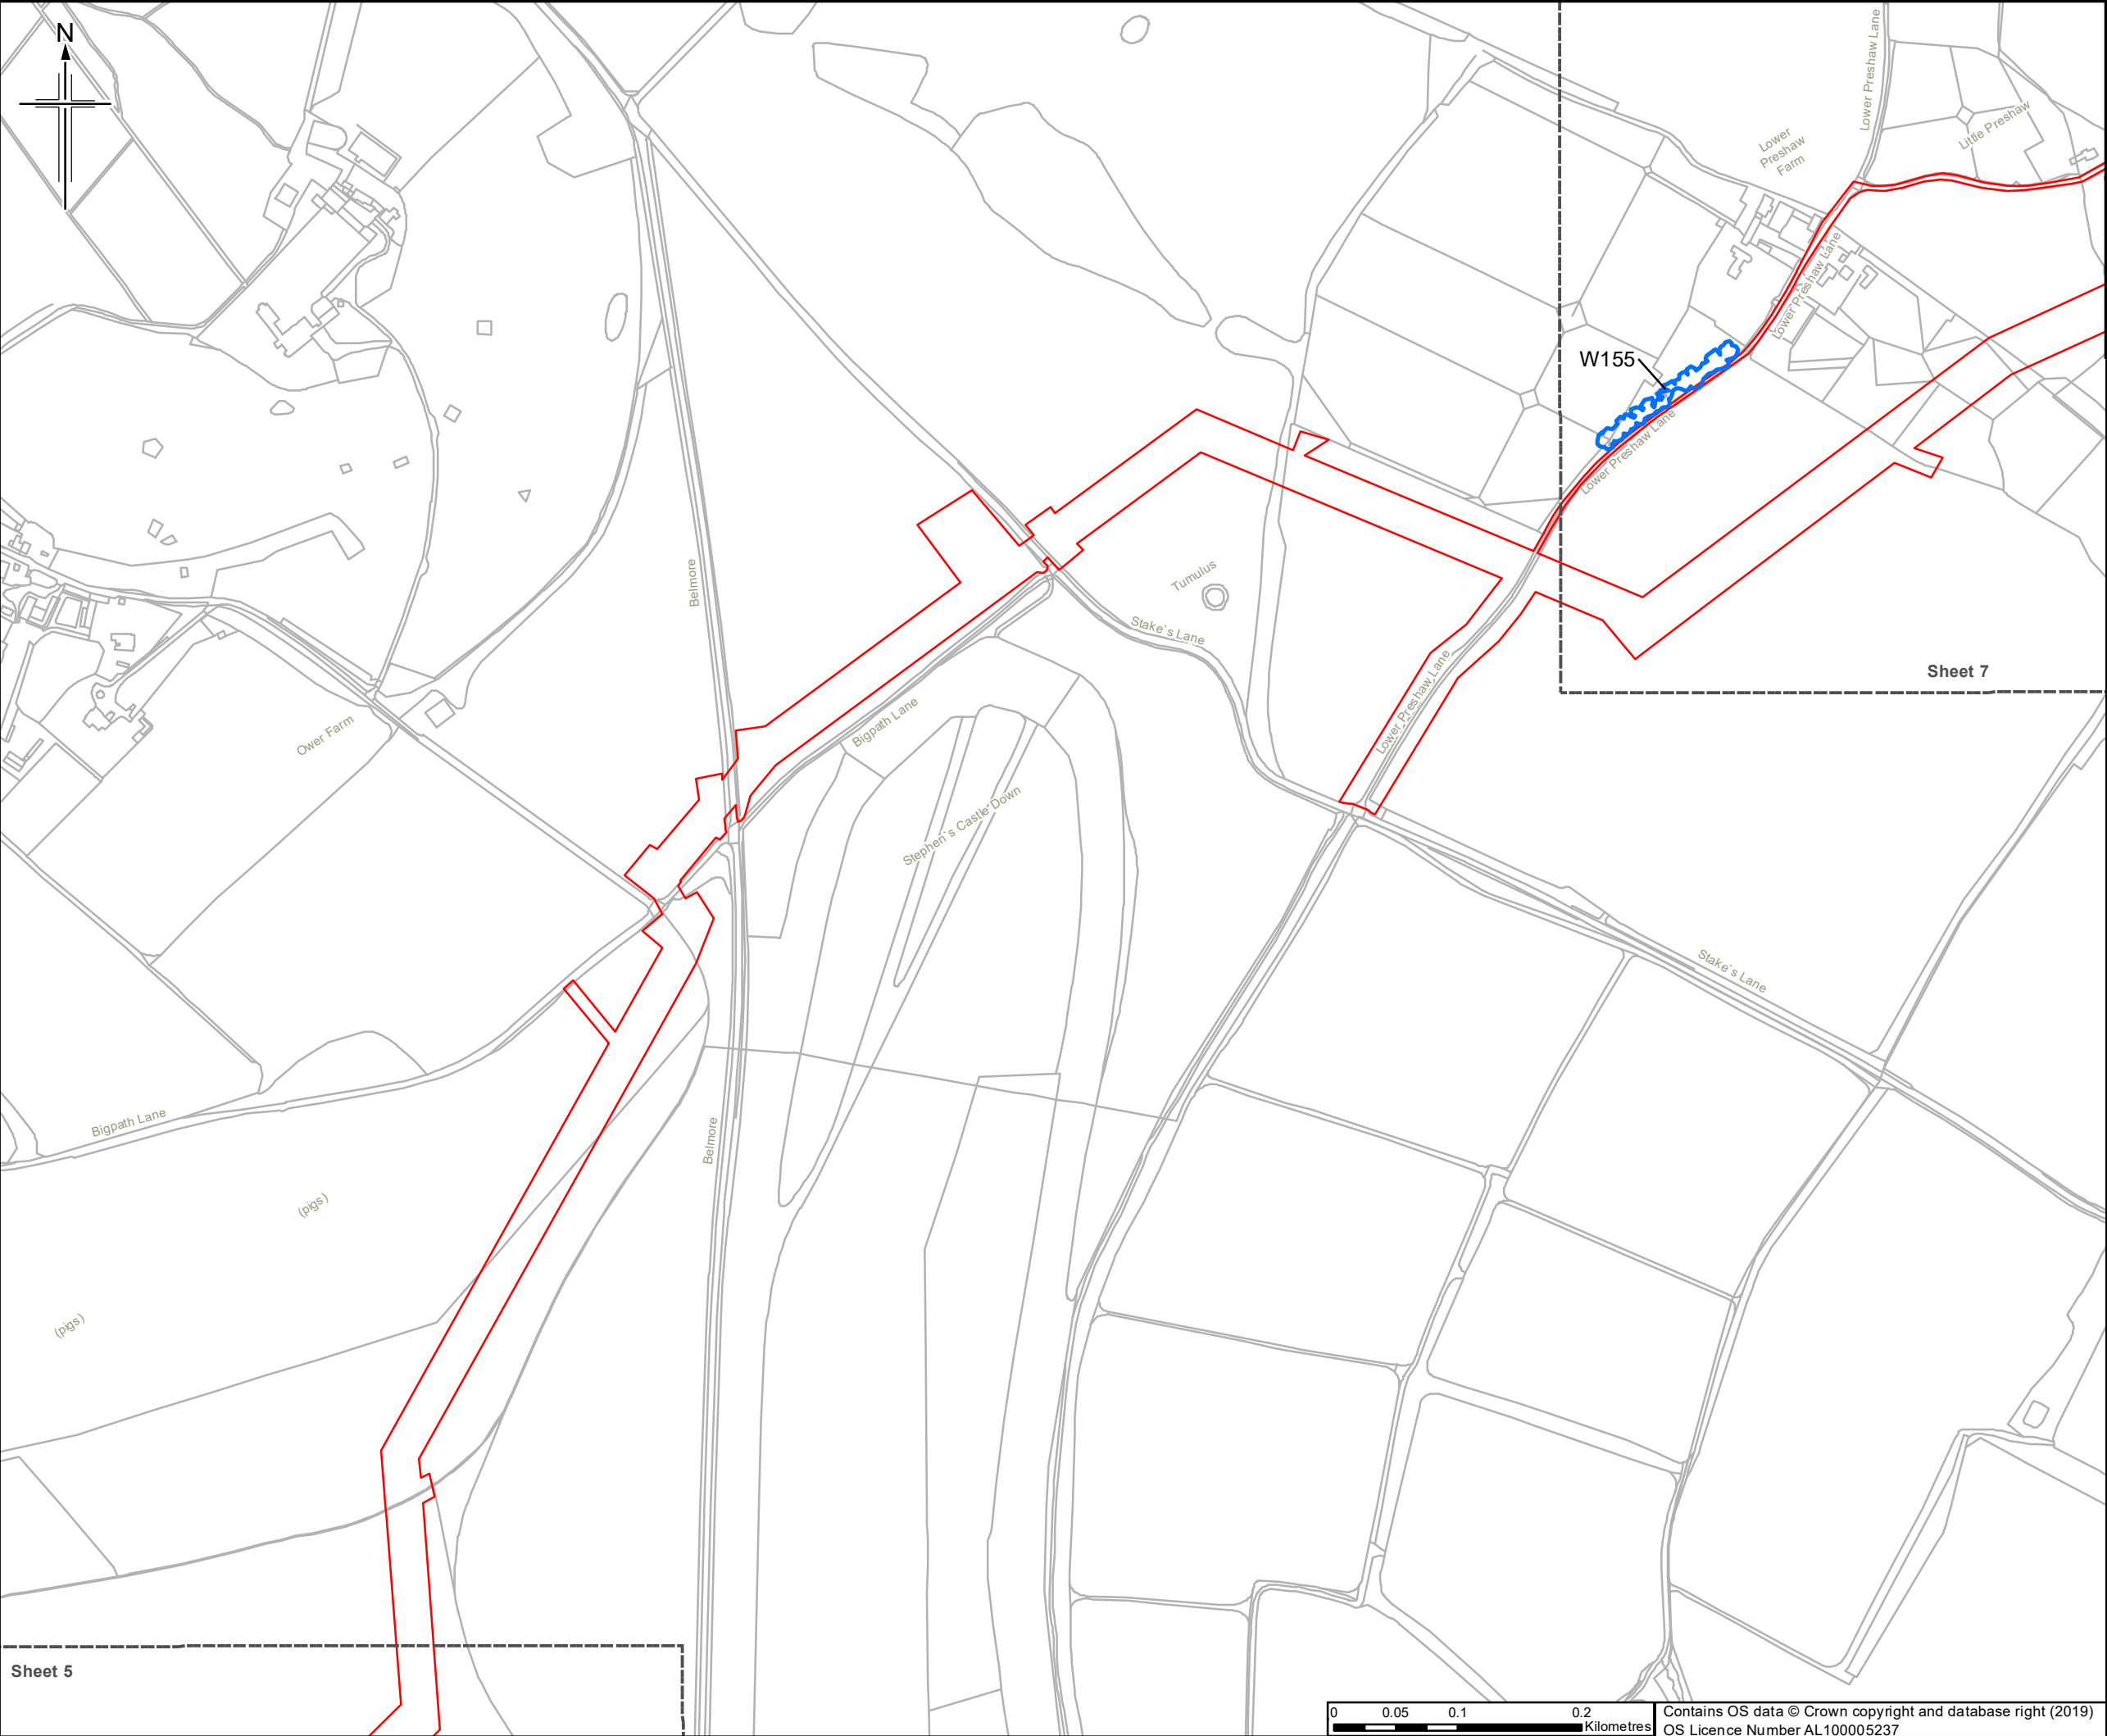 N
Lower Preshaw Lane
Little Preshaw
Lower
Preshaw
Farm
Lower Preshaw Lane
W155
Lower Preshaw Lane
Belmore
Tumulus
Stake`s Lane
Sheet 7
Lower Preshaw Lane
Bigpath Lane
Ower Farm
Stephen`s Castle Down
Stake`s Lane
Bigpath Lane
Belmore
(pigs)
(pigs)
Sheet 5
0 0.05 0.1 0.2
Kilometres
Contains OS data © Crown copyright and database right (2019)
OS Licence Number AL100005237